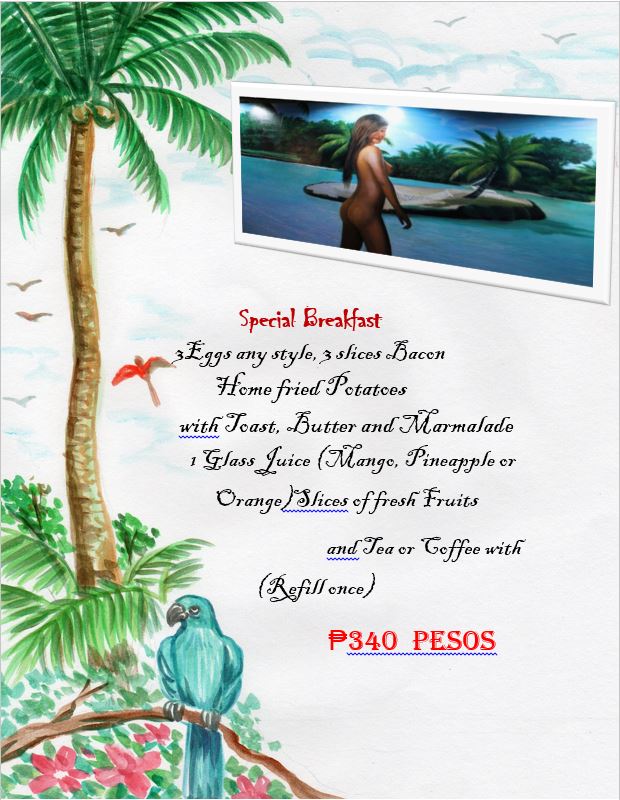 Special Breakfast
3Eggs any style, 3 slices Bacon
Home fried Potatoes
with Toast, Butter and Marmalade
1 Glass Juice (Mango, Pineapple or
Orange)Slices of fresh Fruits
and Tea or Coffee with
(Refill once)
₱340 PESOS